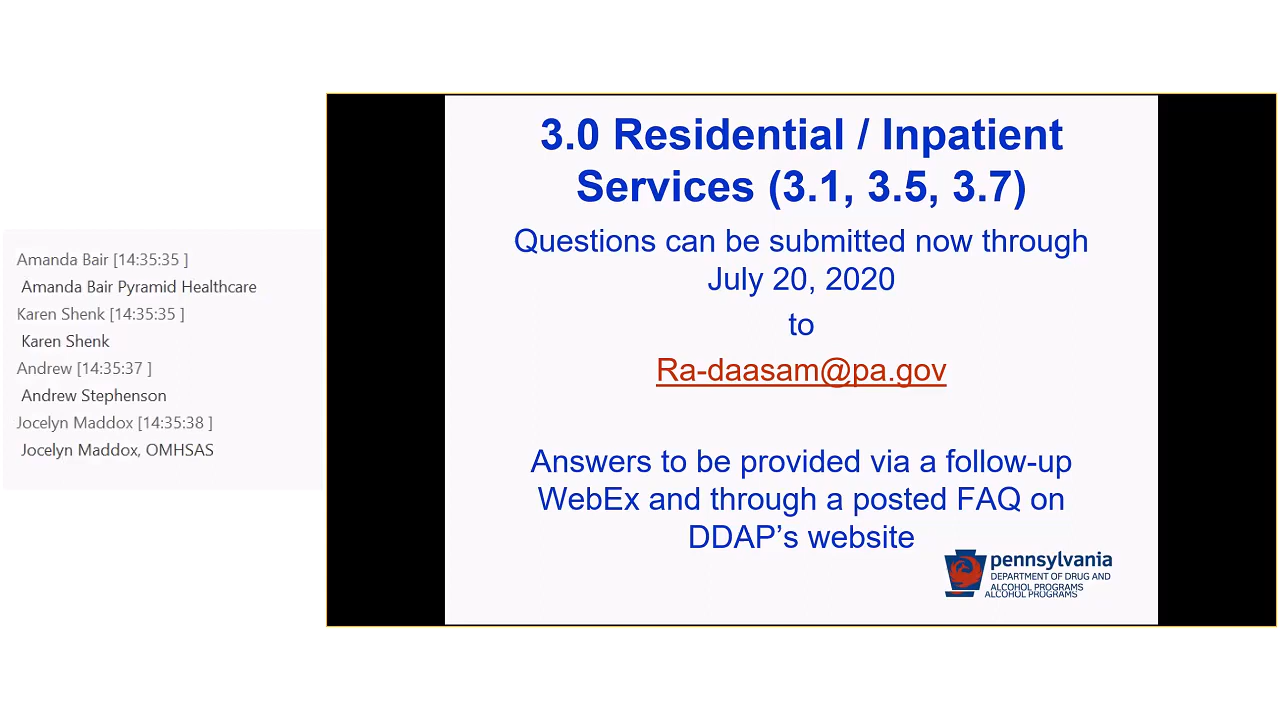 Amanda Bair [14:35:35 ]
Amanda Bair Pyramid Healthcare
Karen Shenk [14:35:35 ]
Karen Shenk
Andrew [14:35:37 ]
Andrew Stephenson
Jocelyn Maddox [14:35:38 ]
Jocelyn Maddox, OMHSAS
3.0 Residential / Inpatient
Services (3.1, 3.5, 3.7)
Questions can be submitted now through
July 20, 2020
to
Ra-daasam@pa.gov
Answers to be provided via a follow-up
WebEx and through a posted FAQ on
DDAP’s website
pennsylvania
DEPARTMENT OF DRUG AND
ALCOHOL PROGRAMS
ALCOHOL PROGRAMS